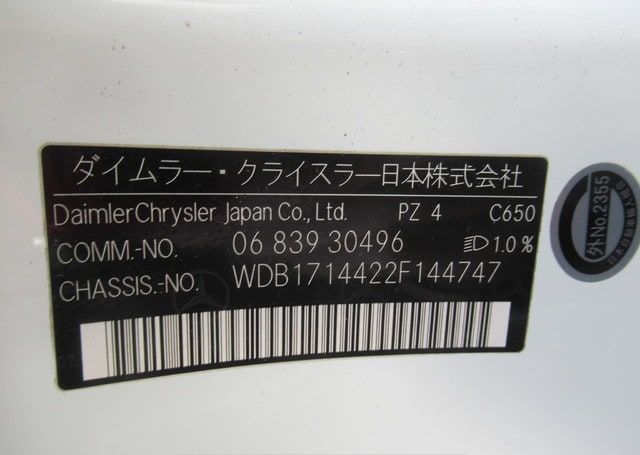 ダイムラー・クライスラー日本株式会社
DaimlerChrysler Japan Co., Ltd. PZ 4 C650
COMM.-NO. 06 839 30496 1.0 %
CHASSIS.-NO. WDB1714422F144747
外No.2355